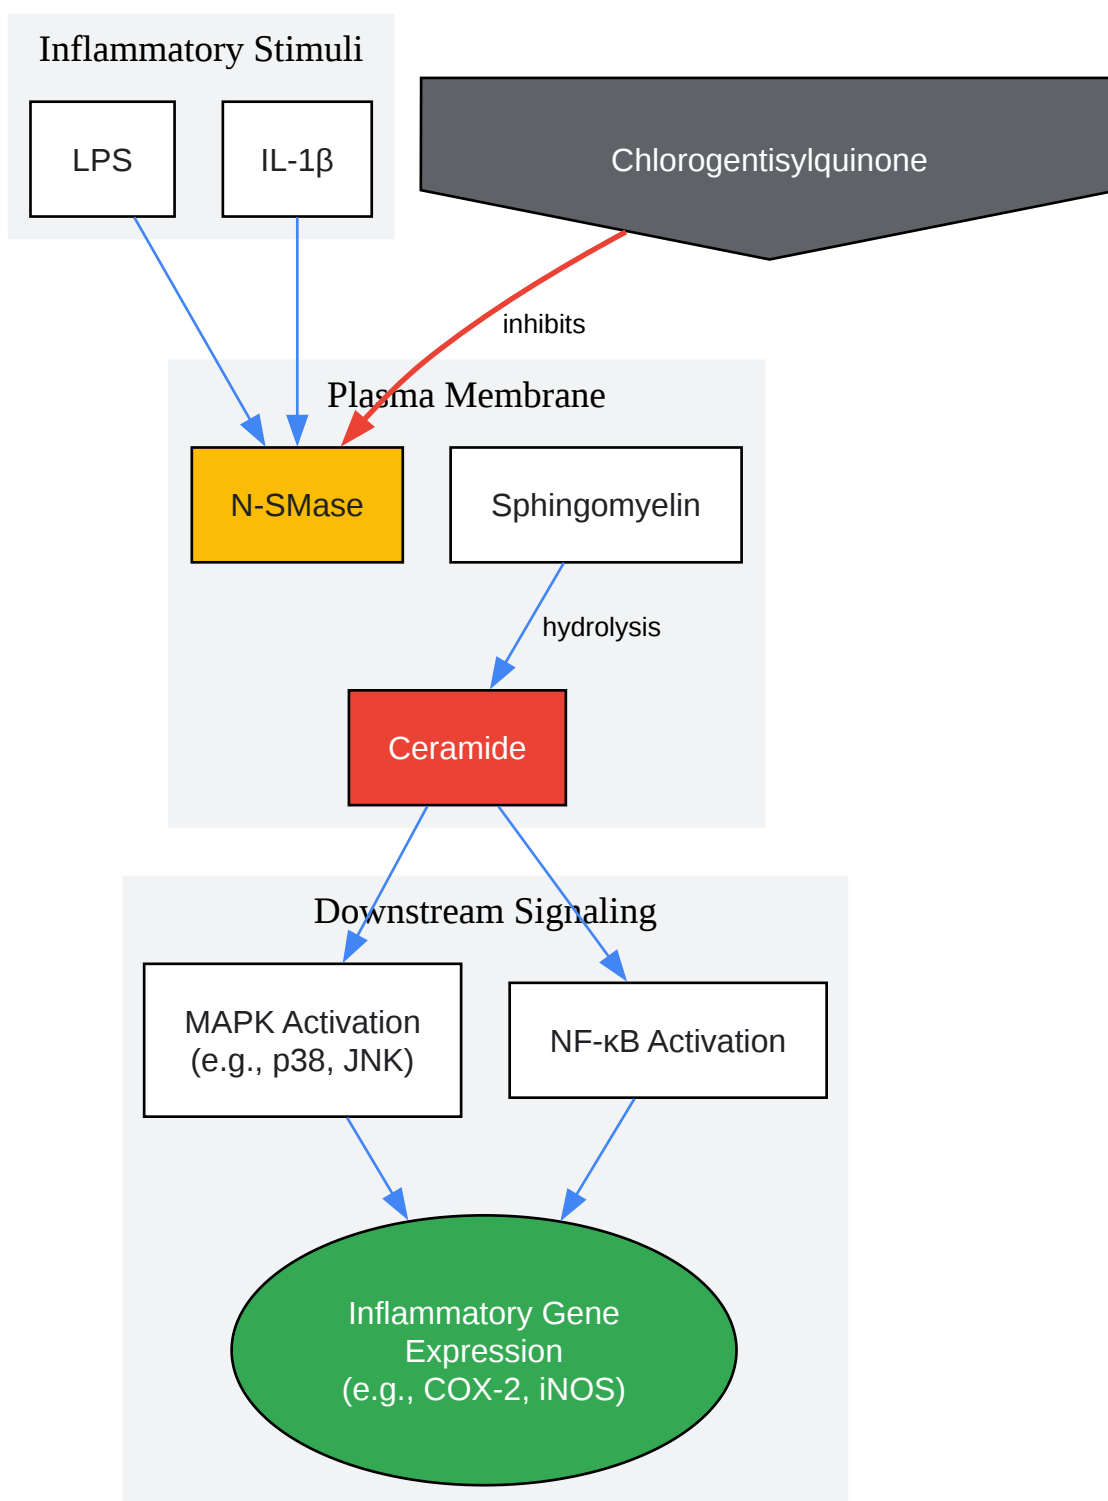 Inflammatory Stimuli
LPS
IL-1β
Chlorogentisylquinone
inhibits
Plasma Membrane
N-SMase
Sphingomyelin
hydrolysis
Ceramide
Downstream Signaling
MAPK Activation
(e.g., p38, JNK)
NF-κB Activation
Inflammatory Gene
Expression
(e.g., COX-2, iNOS)